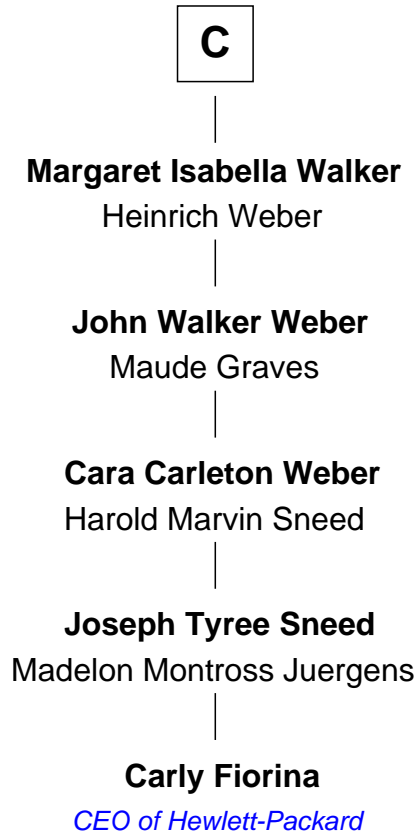 C
Margaret Isabella Walker
Heinrich Weber
John Walker Weber
Maude Graves
Cara Carleton Weber
Harold Marvin Sneed
Joseph Tyree Sneed
Madelon Montross Juergens
Carly Fiorina
CEO of Hewlett-Packard